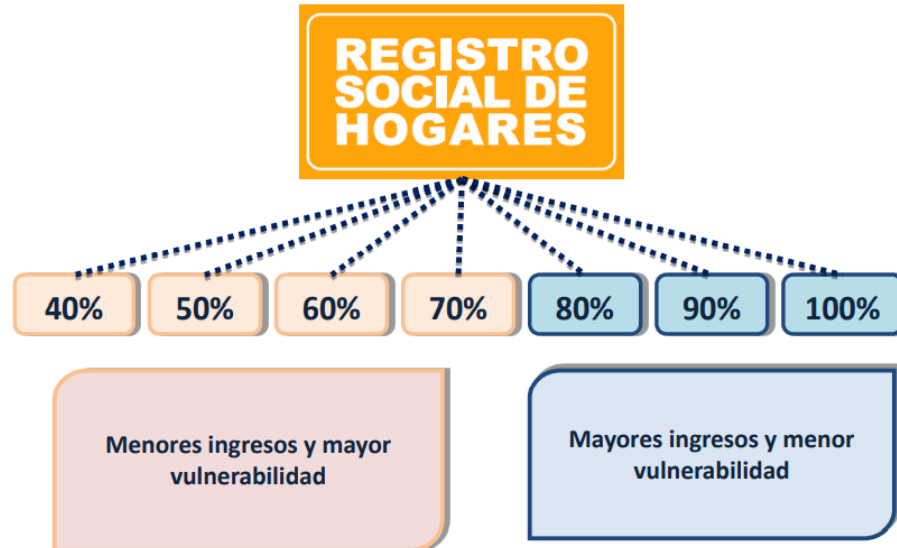 REGISTRO
SOCIAL DE
HOGARES
40%
50%
60%
70%
80%
90%
100%
Menores ingresos y mayor
vulnerabilidad
Mayores ingresos y menor
vulnerabilidad